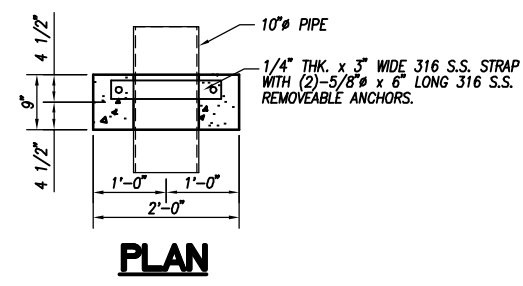 10"ø PIPE
1/4" THK. x 3" WIDE 316 S.S. STRAP
WITH (2)-5/8"ø x 6" LONG 316 S.S.
REMOVEABLE ANCHORS.
4 1/2"
9"
4 1/2"
1'-0" 1'-0"
2'-0"
PLAN